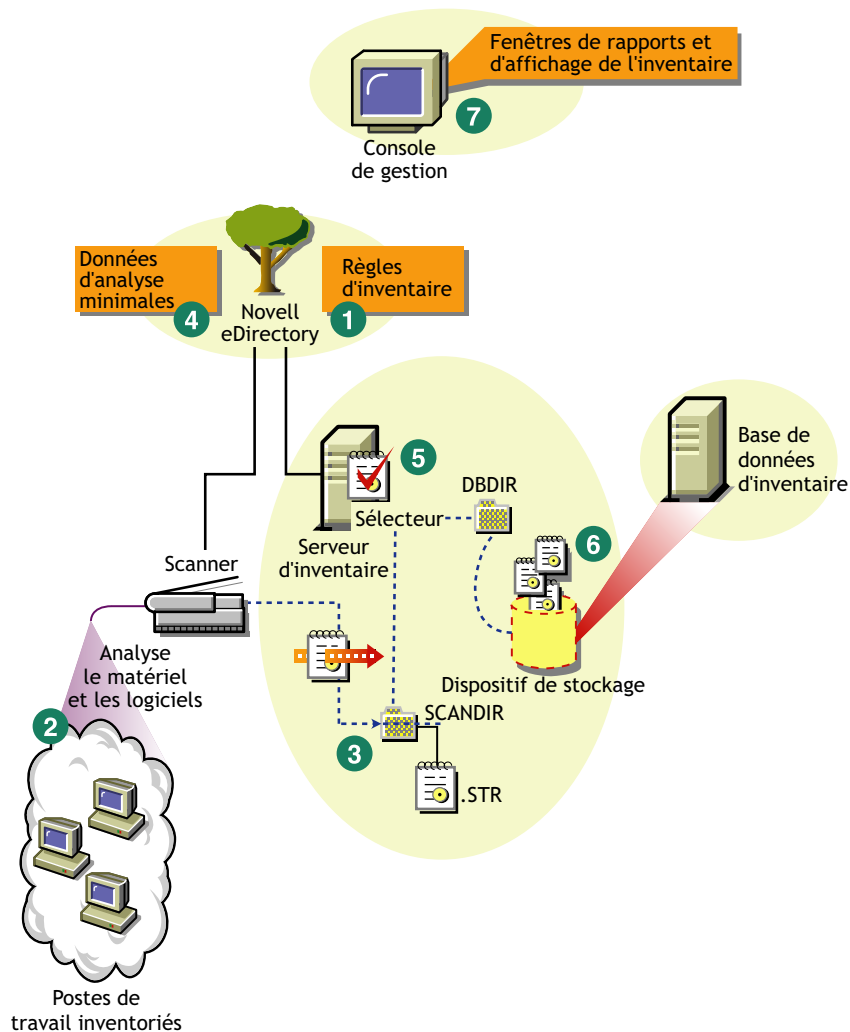 Fenêtres de rapports et
d'affichage de l'inventaire
7
Console
de gestion
Données
d'analyse
minimales
4
Règles
d'inventaire
1
Novell
eDirectory
5
Sélecteur
Serveur
d'inventaire
DBDIR
Base de
données
d'inventaire
6
Dispositif de stockage
Scanner
Analyse
le matériel
et les logiciels
2
SCANDIR
3
.STR
Postes de
travail inventoriés